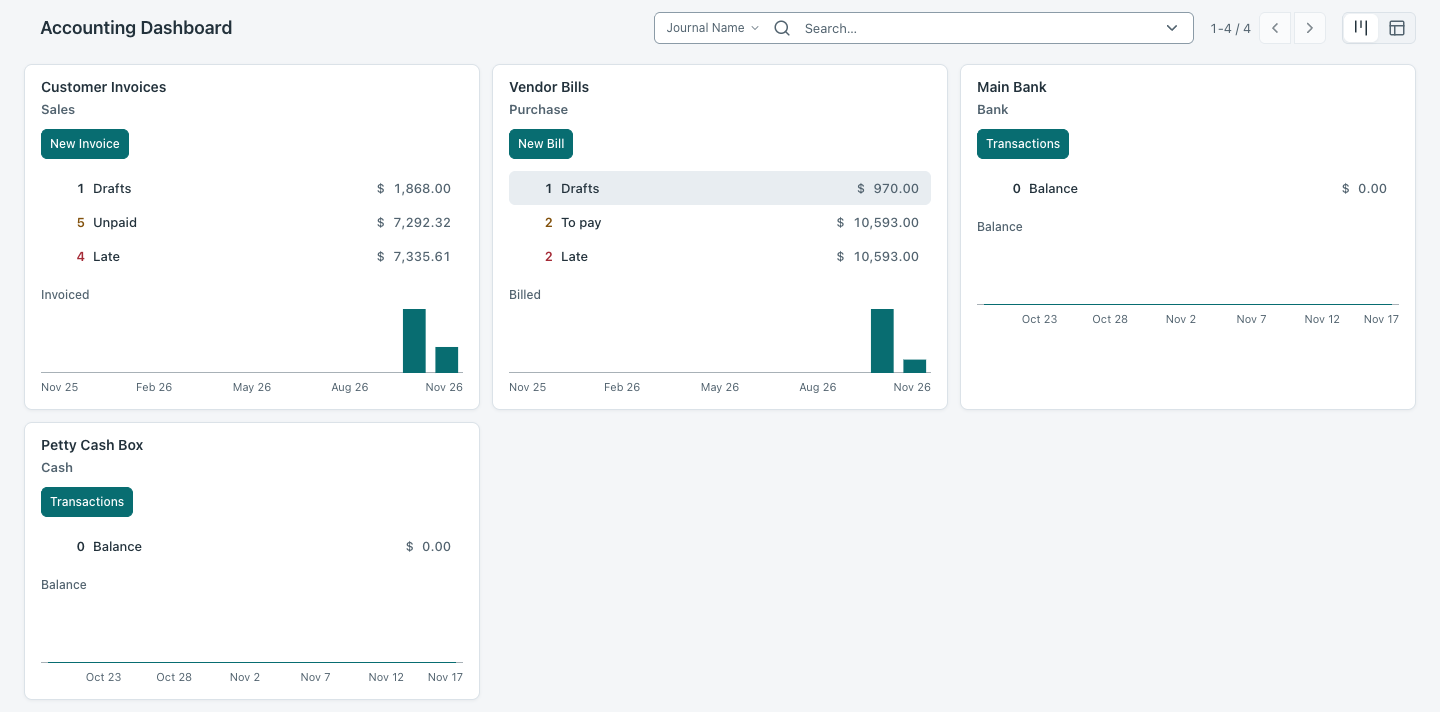 Accounting Dashboard
Journal Name
Search...
1-4 / 4
Customer Invoices
Sales
New Invoice
1 Drafts $ 1,868.00
5 Unpaid $ 7,292.32
4 Late $ 7,335.61
Invoiced
Nov 25 Feb 26 May 26 Aug 26 Nov 26
Vendor Bills
Purchase
New Bill
1 Drafts $ 970.00
2 To pay $ 10,593.00
2 Late $ 10,593.00
Billed
Nov 25 Feb 26 May 26 Aug 26 Nov 26
Main Bank
Bank
Transactions
0 Balance $ 0.00
Balance
Oct 23 Oct 28 Nov 2 Nov 7 Nov 12 Nov 17
Petty Cash Box
Cash
Transactions
0 Balance $ 0.00
Balance
Oct 23 Oct 28 Nov 2 Nov 7 Nov 12 Nov 17